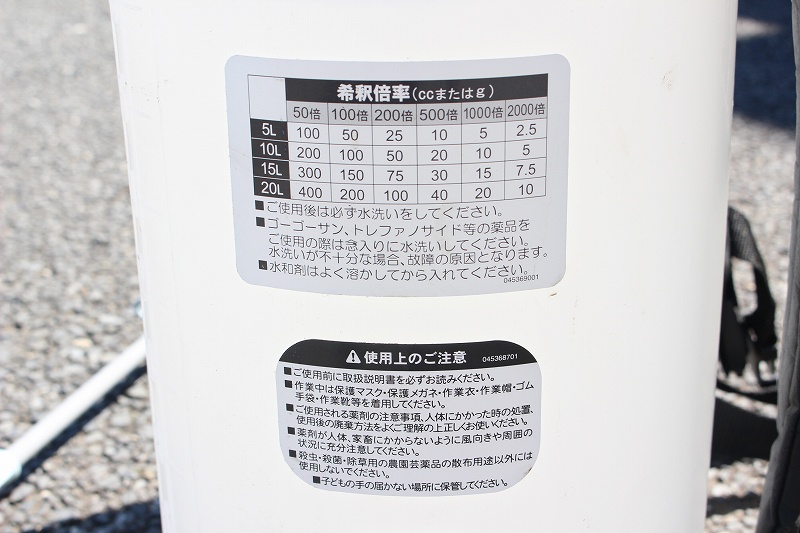 希釈倍率(ccまたはg)
50倍 100倍 200倍 500倍 1000倍 2000倍
5L 100 50 25 10 5 2.5
10L 200 100 50 20 10 5
15L 300 150 75 30 15 7.5
20L 400 200 100 40 20 10
■ご使用後は必ず水洗いをしてください。
■ゴーゴーサン、トレファノサイド等の薬品を
ご使用の際は念入りに水洗いしてください。
水洗いが不十分な場合、故障の原因となります。
■水和剤はよく溶かしてから入れてください。
045369001
⚠使用上のご注意 045368701
■ご使用前に取扱説明書を必ずお読みください。
■作業中は保護マスク・保護メガネ・作業衣・作業帽・ゴム
手袋・作業靴等を着用してください。
■ご使用される薬剤の注意事項、人体にかかった時の処置、
使用後の廃棄方法をよくご理解の上正しくお使いください。
■薬剤が人体、家畜にかからないように風向きや周囲の
状況に充分注意してください。
■殺虫・殺菌・除草用の農園芸薬品の散布用途以外には
使用しないでください。
■子どもの手の届かない場所に保管してください。